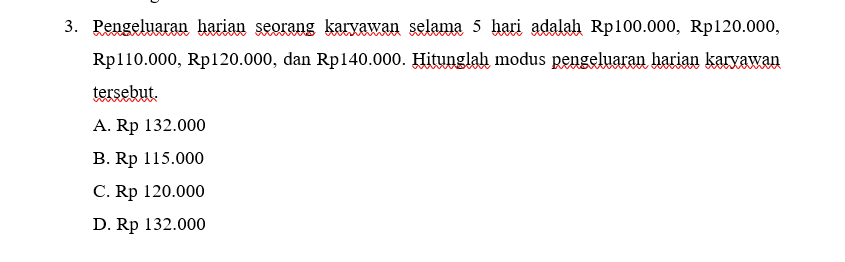 3. Pengeluaran harian seorang karyawan selama 5 hari adalah Rp100.000, Rp120.000,
Rp110.000, Rp120.000, dan Rp140.000. Hitunglah modus pengeluaran harian karyawan
tersebut.
A. Rp 132.000
B. Rp 115.000
C. Rp 120.000
D. Rp 132.000